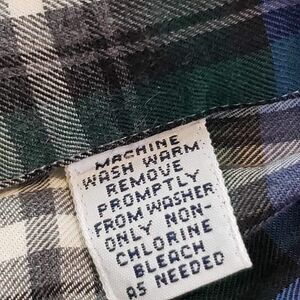 MACHINE
WASH WARM
REMOVE
PROMPTLY
FROM WASHER
ONLY NON-
CHLORINE
BLEACH
AS NEEDED